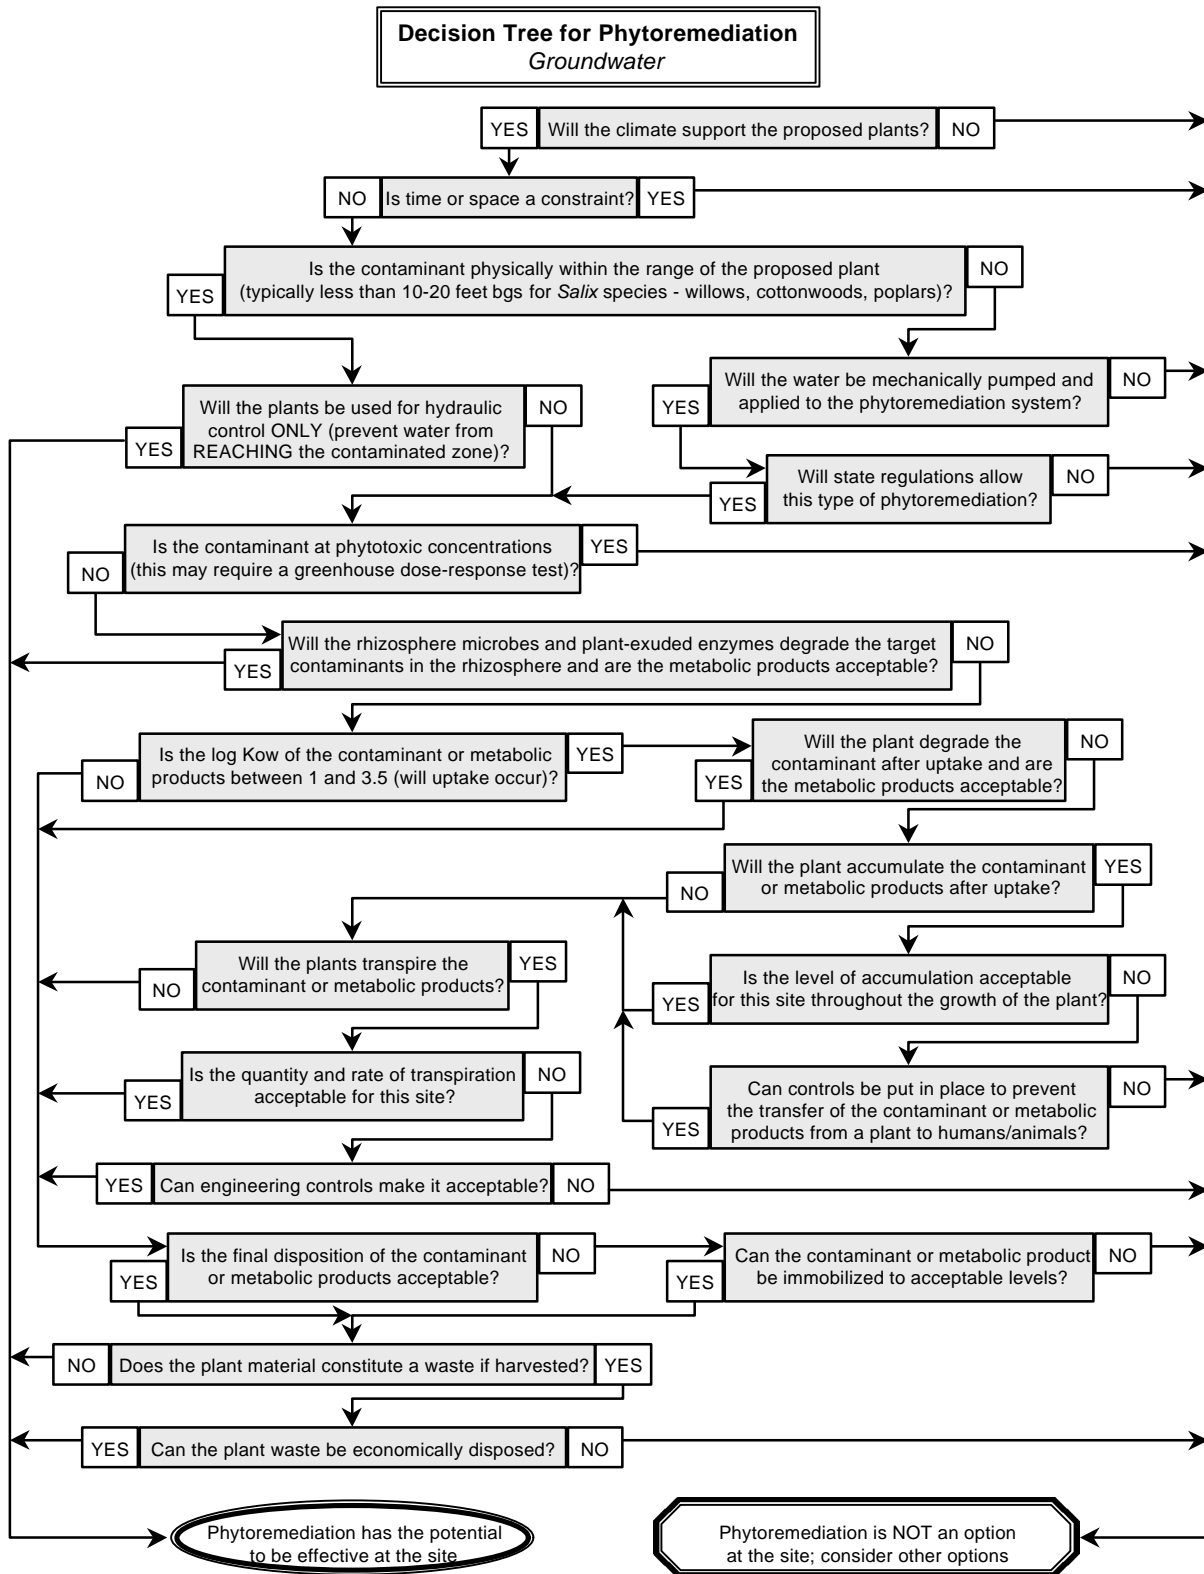 Decision Tree for Phytoremediation
Groundwater
YES
Will the climate support the proposed plants?
NO
NO
Is time or space a constraint?
YES
Is the contaminant physically within the range of the proposed plant
(typically less than 10-20 feet bgs for Salix species - willows, cottonwoods, poplars)?
NO
YES
Will the water be mechanically pumped and
applied to the phytoremediation system?
NO
YES
Will the plants be used for hydraulic
control ONLY (prevent water from
REACHING the contaminated zone)?
NO
YES
Will state regulations allow
this type of phytoremediation?
NO
YES
Is the contaminant at phytotoxic concentrations
(this may require a greenhouse dose-response test)?
YES
NO
Will the rhizosphere microbes and plant-exuded enzymes degrade the target
contaminants in the rhizosphere and are the metabolic products acceptable?
NO
YES
Is the log Kow of the contaminant or metabolic
products between 1 and 3.5 (will uptake occur)?
YES
NO
Will the plant degrade the
contaminant after uptake and are
the metabolic products acceptable?
NO
YES
Will the plant accumulate the contaminant
or metabolic products after uptake?
YES
NO
Will the plants transpire the
contaminant or metabolic products?
YES
NO
Is the level of accumulation acceptable
for this site throughout the growth of the plant?
NO
YES
Is the quantity and rate of transpiration
acceptable for this site?
NO
YES
Can controls be put in place to prevent
the transfer of the contaminant or metabolic
products from a plant to humans/animals?
NO
YES
YES
Can engineering controls make it acceptable?
NO
Is the final disposition of the contaminant
or metabolic products acceptable?
NO
YES
Can the contaminant or metabolic product
be immobilized to acceptable levels?
NO
YES
NO
Does the plant material constitute a waste if harvested?
YES
YES
Can the plant waste be economically disposed?
NO
Phytoremediation has the potential
to be effective at the site
Phytoremediation is NOT an option
at the site; consider other options